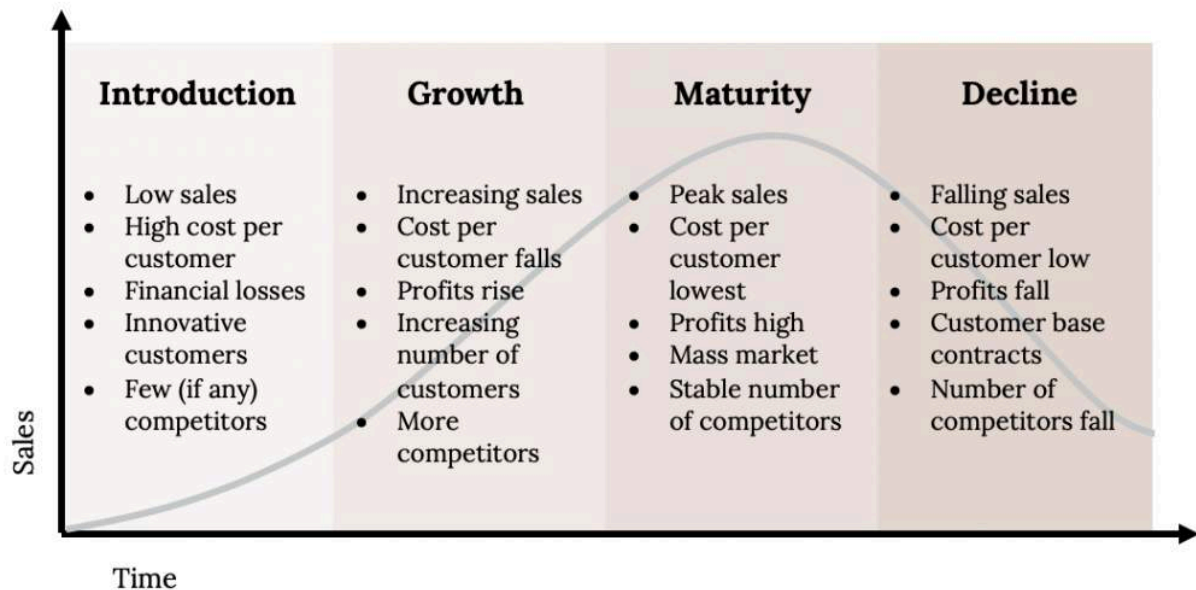 Introduction
• Low sales
• High cost per
customer
• Financial losses
• Innovative
customers
• Few (if any)
competitors
Growth
• Increasing sales
• Cost per
customer falls
• Profits rise
• Increasing
number of
customers
• More
competitors
Maturity
• Peak sales
• Cost per
customer
lowest
• Profits high
• Mass market
• Stable number
of competitors
Decline
• Falling sales
• Cost per
customer low
• Profits fall
• Customer base
contracts
• Number of
competitors fall
Sales
Time